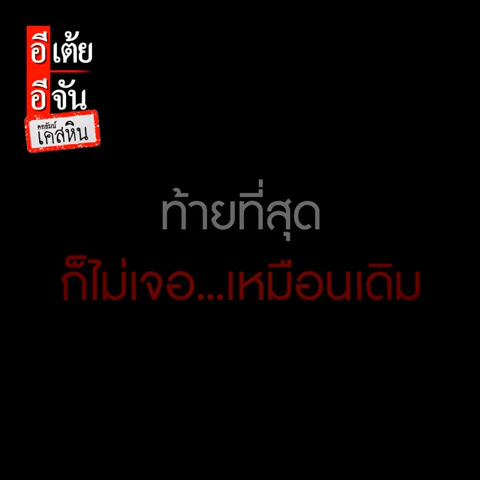 อีเต้ย
อีจัน
คอลัมน์
เคสหิน
ท้ายที่สุด
ก็ไม่เจอ...เหมือนเดิม